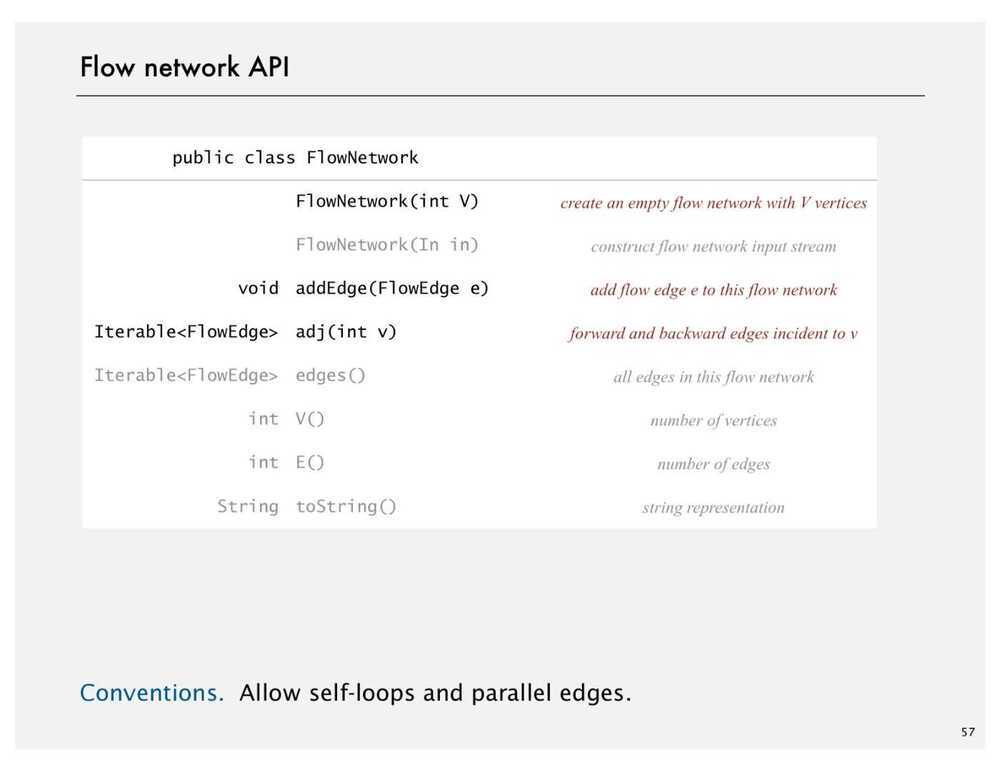 Flow network API
public class FlowNetwork
FlowNetwork(int V) create an empty flow network with V vertices
FlowNetwork(In in) construct flow network input stream
void addEdge(FlowEdge e) add flow edge e to this flow network
Iterable<FlowEdge> adj(int v) forward and backward edges incident to v
Iterable<FlowEdge> edges() all edges in this flow network
int V() number of vertices
int E() number of edges
String toString() string representation
Conventions. Allow self-loops and parallel edges.
57